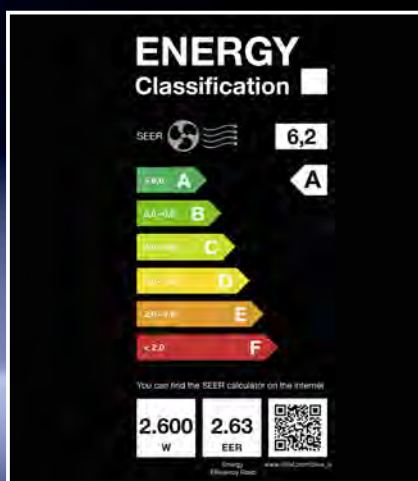 ENERGY
Classification
SEER
6,2
A
A
B
C
D
E
< 2,0
F
You can find the SEER calculator on the internet
2.600
W
2.63
EER
Energy
Efficiency Ratio